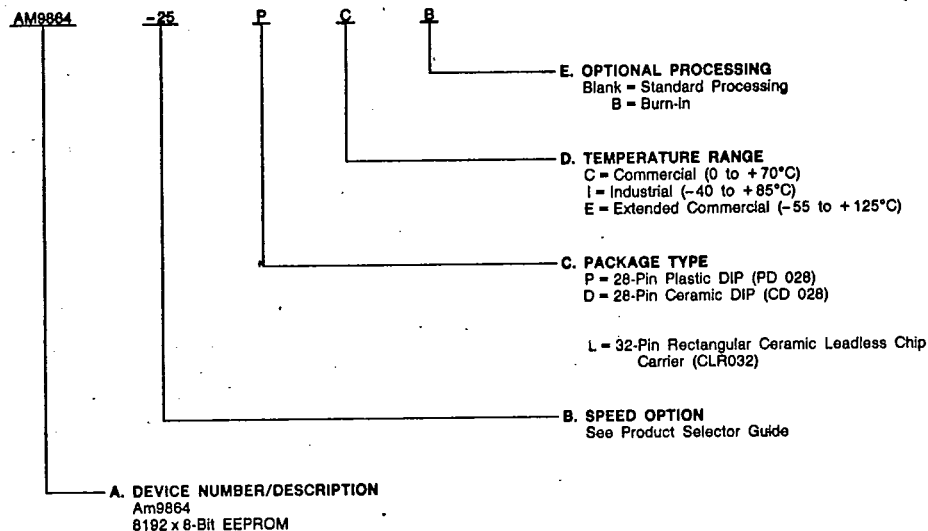 AM9864 -25 P C B
E. OPTIONAL PROCESSING
Blank = Standard Processing
B = Burn-in
D. TEMPERATURE RANGE
C = Commercial (0 to +70°C)
I = Industrial (-40 to +85°C)
E = Extended Commercial (-55 to +125°C)
C. PACKAGE TYPE
P = 28-Pin Plastic DIP (PD 028)
D = 28-Pin Ceramic DIP (CD 028)
L = 32-Pin Rectangular Ceramic Leadless Chip
Carrier (CLR032)
B. SPEED OPTION
See Product Selector Guide
A. DEVICE NUMBER/DESCRIPTION
Am9864
8192 x 8-Bit EEPROM